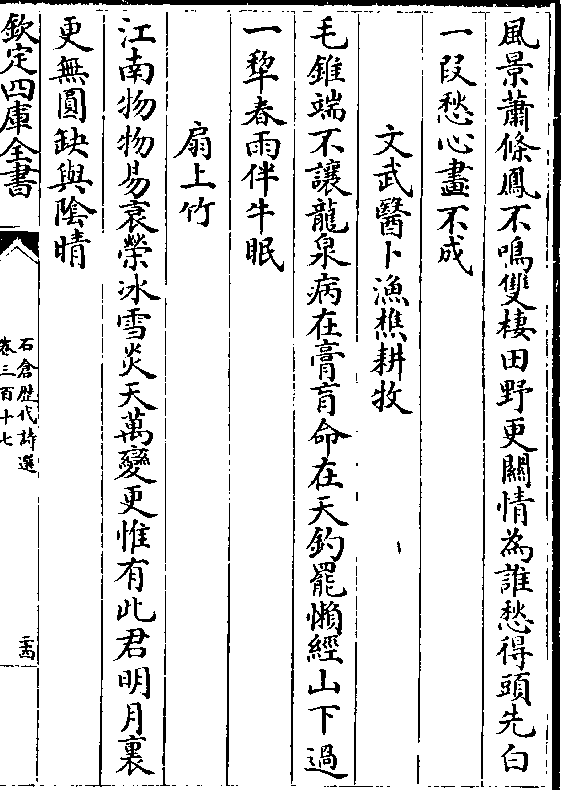 風景蕭條鳳不鳴雙棲田野更關情為誰愁得頭先白
一段愁心畫不成
文武醫卜漁樵耕牧
毛錐端不讓龍泉病在膏肓命在天釣罷懶經山下過
一犂春雨伴牛眠
扇上竹
江南物物易衰榮冰雪炎天萬變更惟有此君明月裏
更無圓缺與陰晴
欽定四庫全書
石倉歴代詩選
卷三百十七
三西